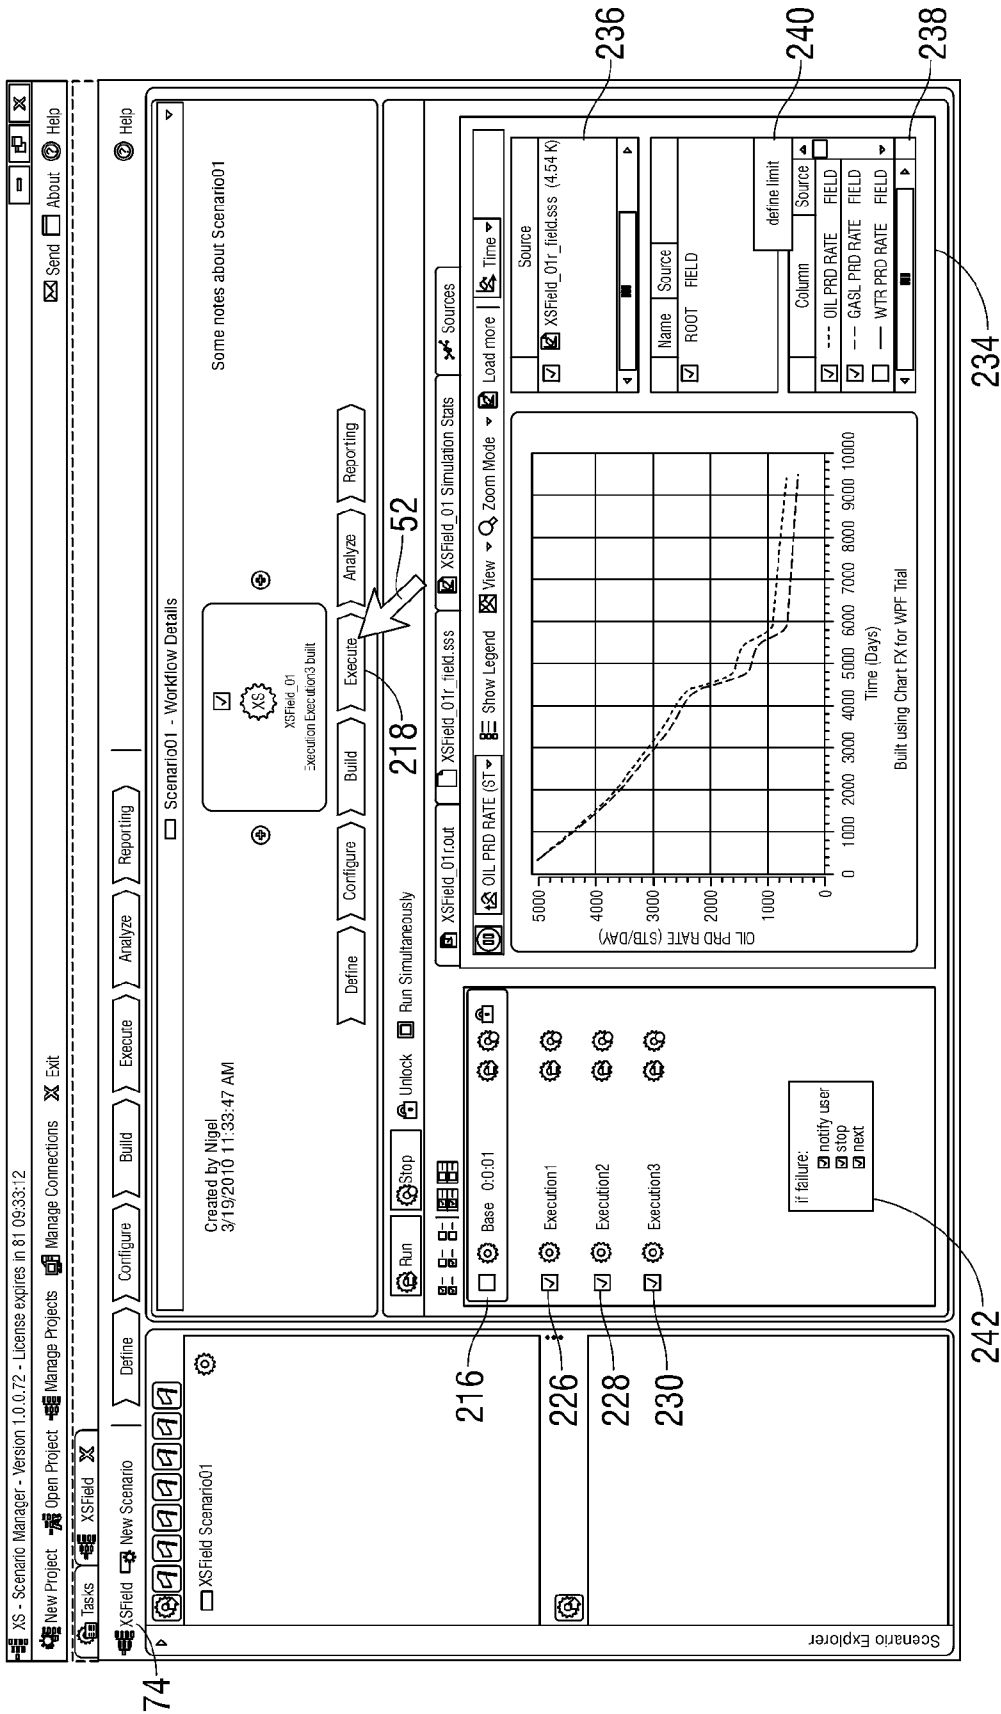 XS - Scenario Manager - Version 1.0.0.72 - License expires in 81 09:33:12
New Project Open Project Manage Projects Manage Connections Exit
Send About Help
Tasks XSField
XSField New Scenario
Define Configure Build Execute Analyze Reporting
Help
74
Scenario Explorer
XSField Scenario01
Scenario01 - Workflow Details
Created by Nigel
3/19/2010 11:33:47 AM
Some notes about Scenario01
XS
XSField_01
Execution Execution3 built
Define Configure Build Execute Analyze Reporting
218
52
Run Stop Unlock Run Simultaneously
Base 0:0:01
Execution1
Execution2
Execution3
216
226
228
230
if failure:
notify user
stop
next
242
XSField_01r.out XSField_01r_field.sss XSField_01 Simulation Stats Sources
OIL PRD RATE (ST Show Legend View Zoom Mode Load more Time
OIL PRD RATE (STB/DAY)
5000
4000
3000
2000
1000
0
0 1000 2000 3000 4000 5000 6000 7000 8000 9000 10000
Time (Days)
Built using Chart FX for WPF Trial
Source
XSField_01r_field.sss (4.54 K)
236
Name Source
ROOT FIELD
define limit
240
Column Source
OIL PRD RATE FIELD
GASL PRD RATE FIELD
WTR PRD RATE FIELD
238
234